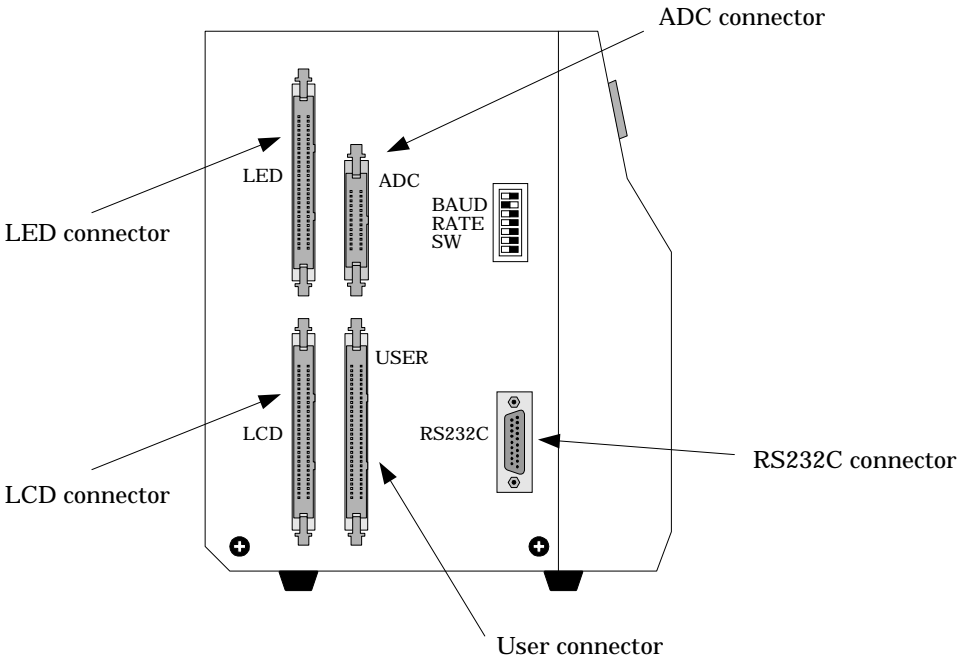 ADC connector
LED
ADC
BAUD
RATE
SW
LED connector
USER
LCD
RS232C
RS232C connector
LCD connector
User connector